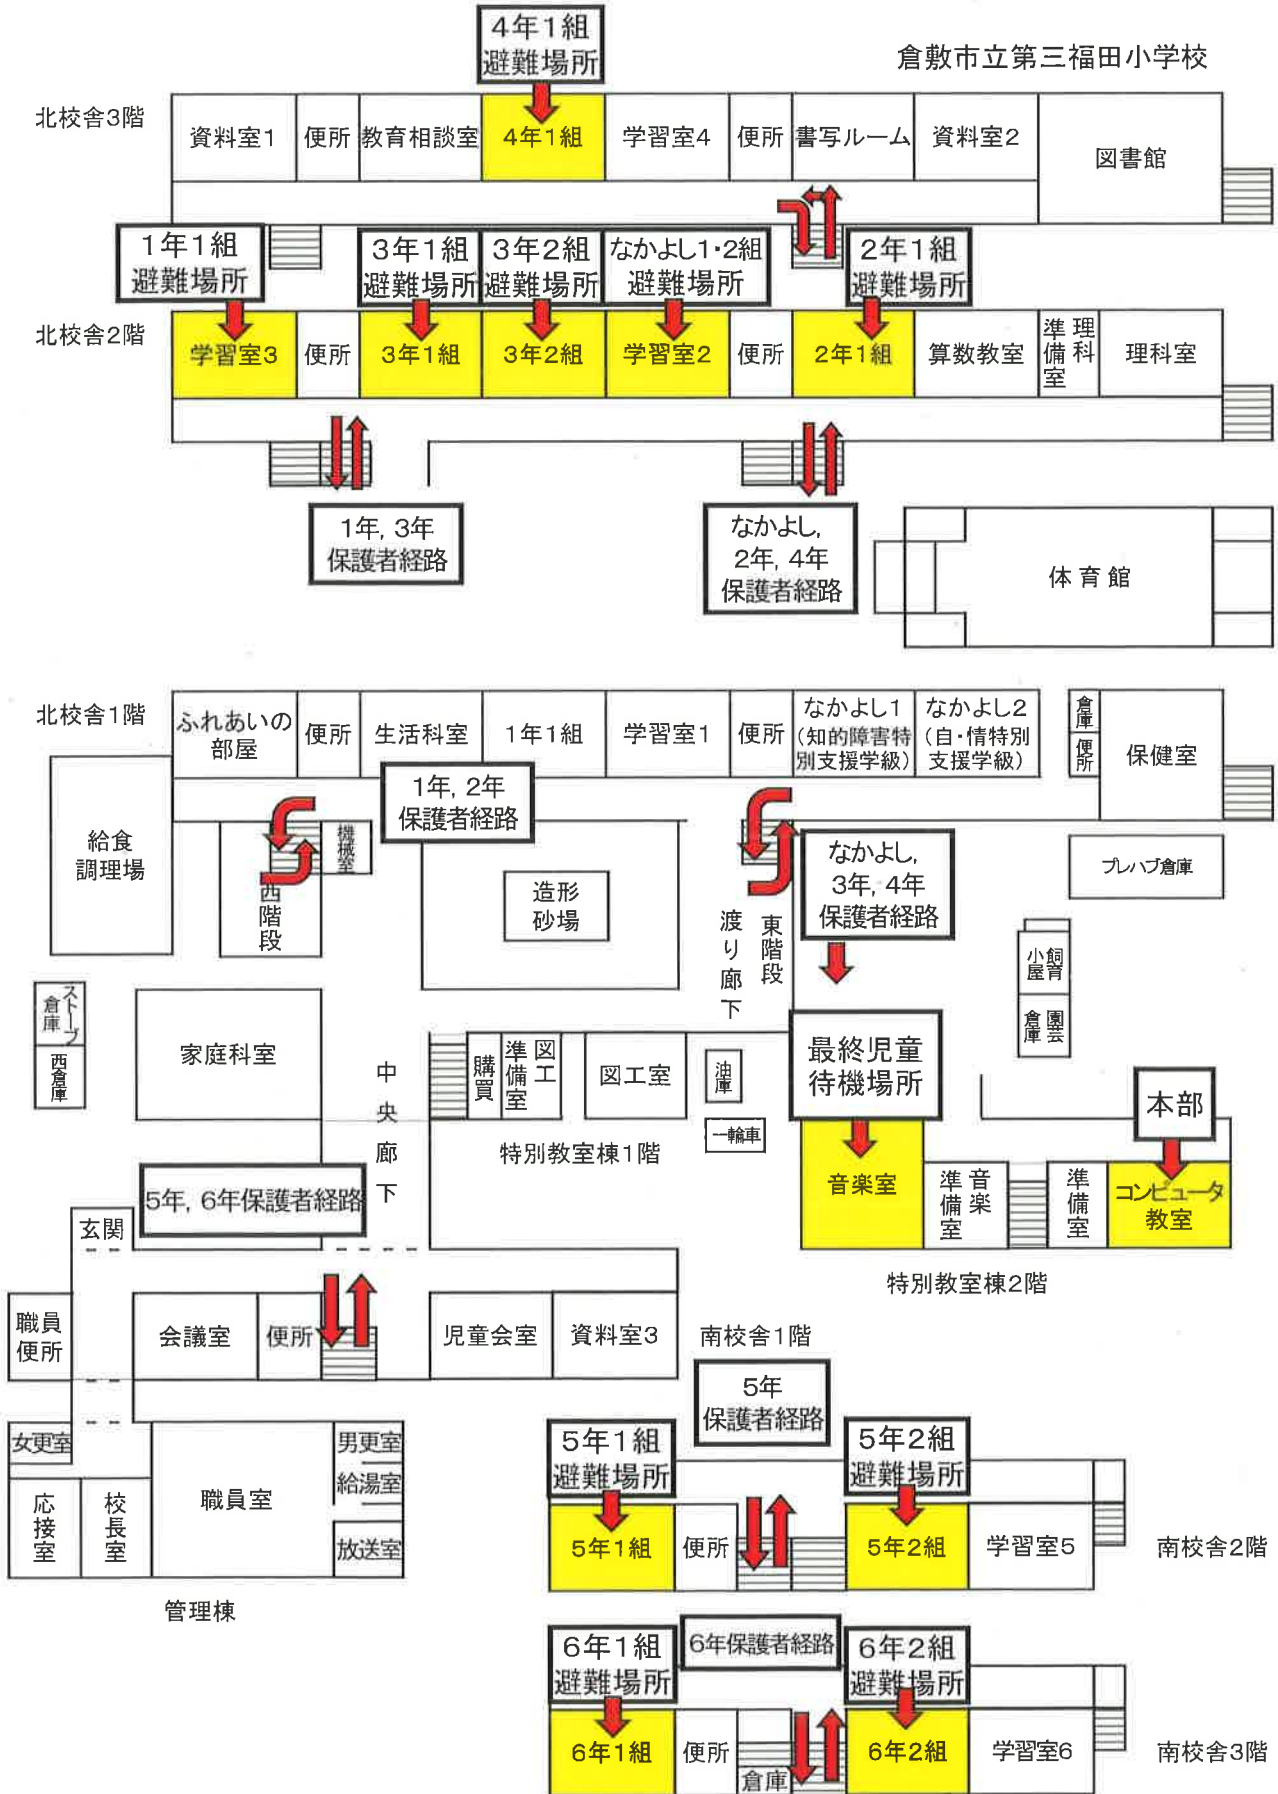 4年1組
避難場所
倉敷市立第三福田小学校
北校舎3階
資料室1
便所
教育相談室
4年1組
学習室4
便所
書写ルーム
資料室2
図書館
1年1組
避難場所
3年1組
避難場所
3年2組
避難場所
なかよし1・2組
避難場所
2年1組
避難場所
北校舎2階
学習室3
便所
3年1組
3年2組
学習室2
便所
2年1組
算数教室
理科
準備室
理科室
1年, 3年
保護者経路
なかよし,
2年, 4年
保護者経路
体育館
北校舎1階
ふれあいの
部屋
便所
生活科室
1年1組
学習室1
便所
なかよし1
(知的障害特
別支援学級)
なかよし2
(自・情特別
支援学級)
倉庫
便所
保健室
給食
調理場
1年, 2年
保護者経路
機械室
西階段
造形
砂場
なかよし,
3年, 4年
保護者経路
プレハブ倉庫
渡り廊下
東階段
飼育
小屋
園芸
倉庫
ストーブ
倉庫
西倉庫
家庭科室
中央廊下
購買
図工
準備室
図工室
油庫
一輪車
最終児童
待機場所
本部
特別教室棟1階
音楽室
音楽
準備室
準備室
コンピュータ
教室
特別教室棟2階
5年, 6年保護者経路
玄関
職員
便所
会議室
便所
児童会室
資料室3
南校舎1階
5年
保護者経路
女更室
応接室
校長室
職員室
男更室
給湯室
放送室
管理棟
5年1組
避難場所
5年2組
避難場所
5年1組
便所
5年2組
学習室5
南校舎2階
6年1組
避難場所
6年保護者経路
6年2組
避難場所
6年1組
便所
倉庫
6年2組
学習室6
南校舎3階